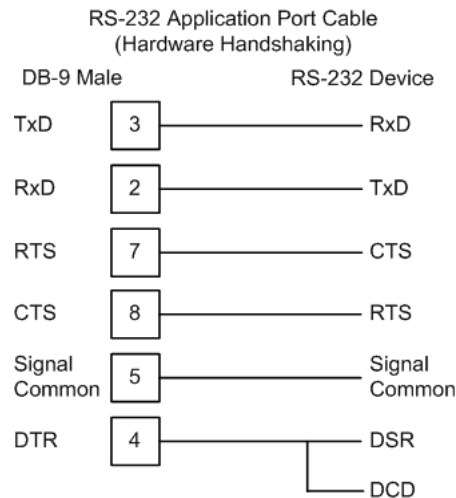 RS-232 Application Port Cable
(Hardware Handshaking)
DB-9 Male RS-232 Device
TxD 3 RxD
RxD 2 TxD
RTS 7 CTS
CTS 8 RTS
Signal
Common 5 Signal
Common
DTR 4 DSR
DCD